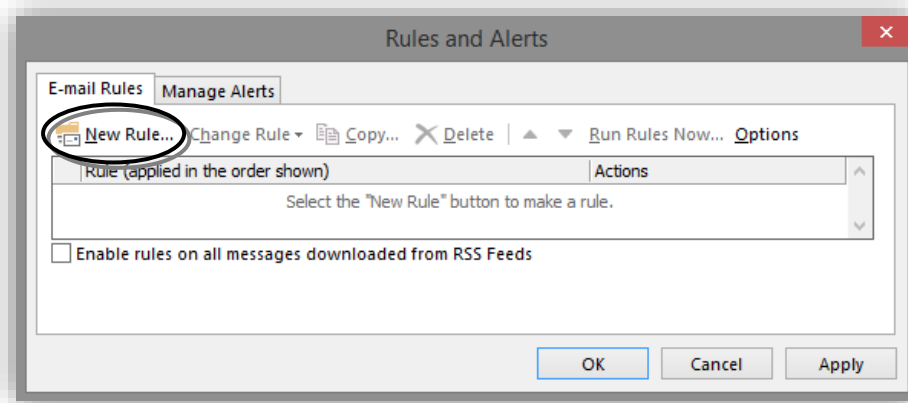 Rules and Alerts
E-mail Rules Manage Alerts
New Rule... Change Rule Copy... Delete Run Rules Now... Options
Rule (applied in the order shown) Actions
Select the "New Rule" button to make a rule.
Enable rules on all messages downloaded from RSS Feeds
OK Cancel Apply